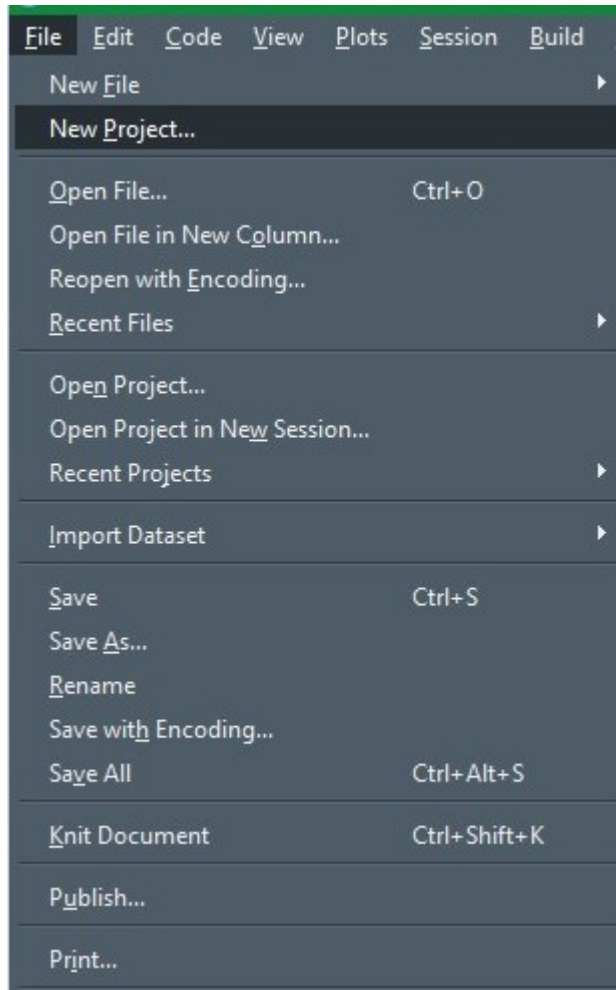 File Edit Code View Plots Session Build
New File
New Project...
Open File... Ctrl+O
Open File in New Column...
Reopen with Encoding...
Recent Files
Open Project...
Open Project in New Session...
Recent Projects
Import Dataset
Save Ctrl+S
Save As...
Rename
Save with Encoding...
Save All Ctrl+Alt+S
Knit Document Ctrl+Shift+K
Publish...
Print...